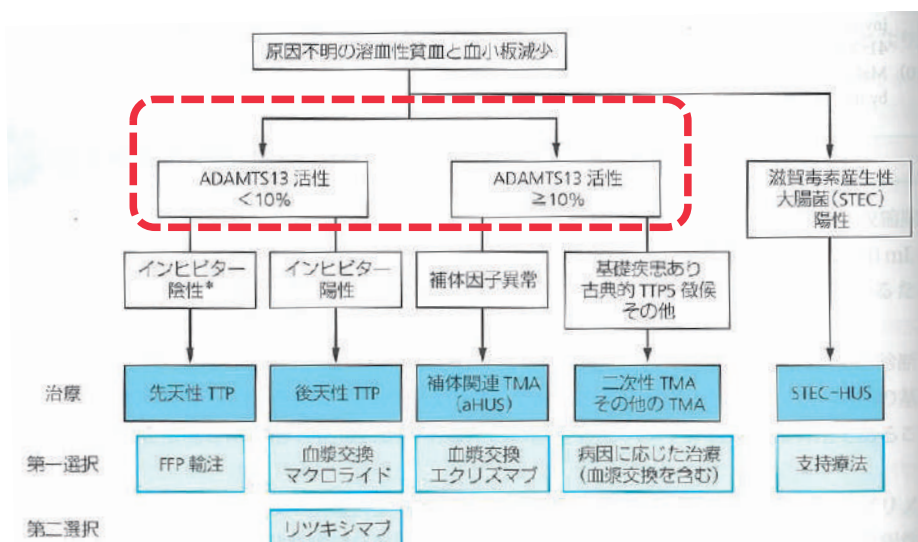 原因不明の溶血性貧血と血小板減少
ADAMTS13 活性
<10%
ADAMTS13 活性
≧10%
滋賀毒素産生性
大腸菌(STEC)
陽性
インヒビター
陰性*
インヒビター
陽性
補体因子異常
基礎疾患あり
古典的 TTP5 徴侯
その他
治療
先天性 TTP
後天性 TTP
補体関連 TMA
(aHUS)
二次性 TMA
その他の TMA
STEC-HUS
第一選択
FFP 輸注
血漿交換
マクロライド
血漿交換
エクリズマブ
病因に応じた治療
(血漿交換を含む)
支持療法
第二選択
リツキシマブ